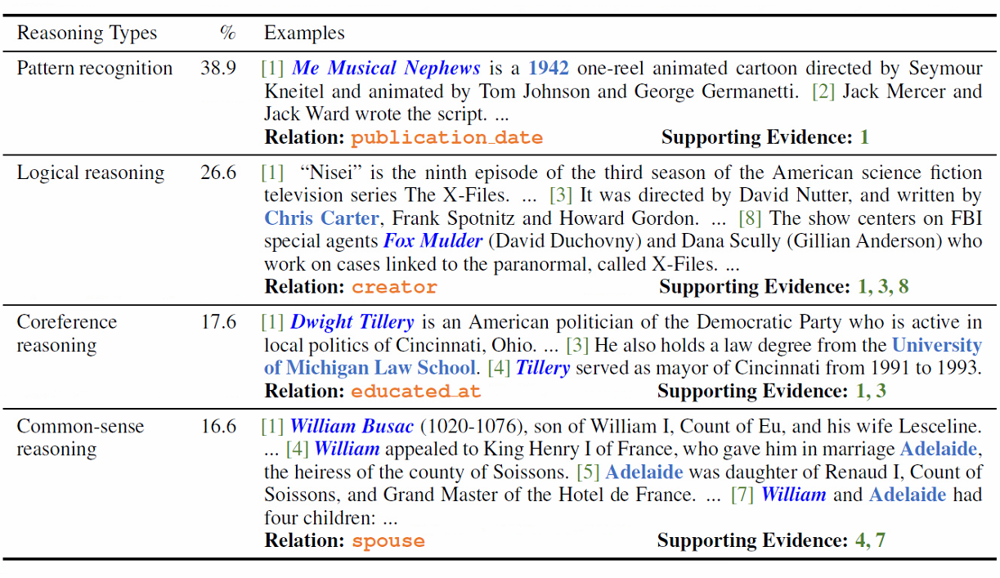 Reasoning Types % Examples
Pattern recognition 38.9 [1] Me Musical Nephews is a 1942 one-reel animated cartoon directed by Seymour
Kneitel and animated by Tom Johnson and George Germanetti. [2] Jack Mercer and
Jack Ward wrote the script. ...
Relation: publication_date Supporting Evidence: 1
Logical reasoning 26.6 [1] “Nisei” is the ninth episode of the third season of the American science fiction
television series The X-Files. ... [3] It was directed by David Nutter, and written by
Chris Carter, Frank Spotnitz and Howard Gordon. ... [8] The show centers on FBI
special agents Fox Mulder (David Duchovny) and Dana Scully (Gillian Anderson) who
work on cases linked to the paranormal, called X-Files. ...
Relation: creator Supporting Evidence: 1, 3, 8
Coreference 17.6 [1] Dwight Tillery is an American politician of the Democratic Party who is active in
reasoning local politics of Cincinnati, Ohio. ... [3] He also holds a law degree from the University
of Michigan Law School. [4] Tillery served as mayor of Cincinnati from 1991 to 1993.
Relation: educated_at Supporting Evidence: 1, 3
Common-sense 16.6 [1] William Busac (1020-1076), son of William I, Count of Eu, and his wife Lesceline.
reasoning ... [4] William appealed to King Henry I of France, who gave him in marriage Adelaide,
the heiress of the county of Soissons. [5] Adelaide was daughter of Renaud I, Count of
Soissons, and Grand Master of the Hotel de France. ... [7] William and Adelaide had
four children: ...
Relation: spouse Supporting Evidence: 4, 7